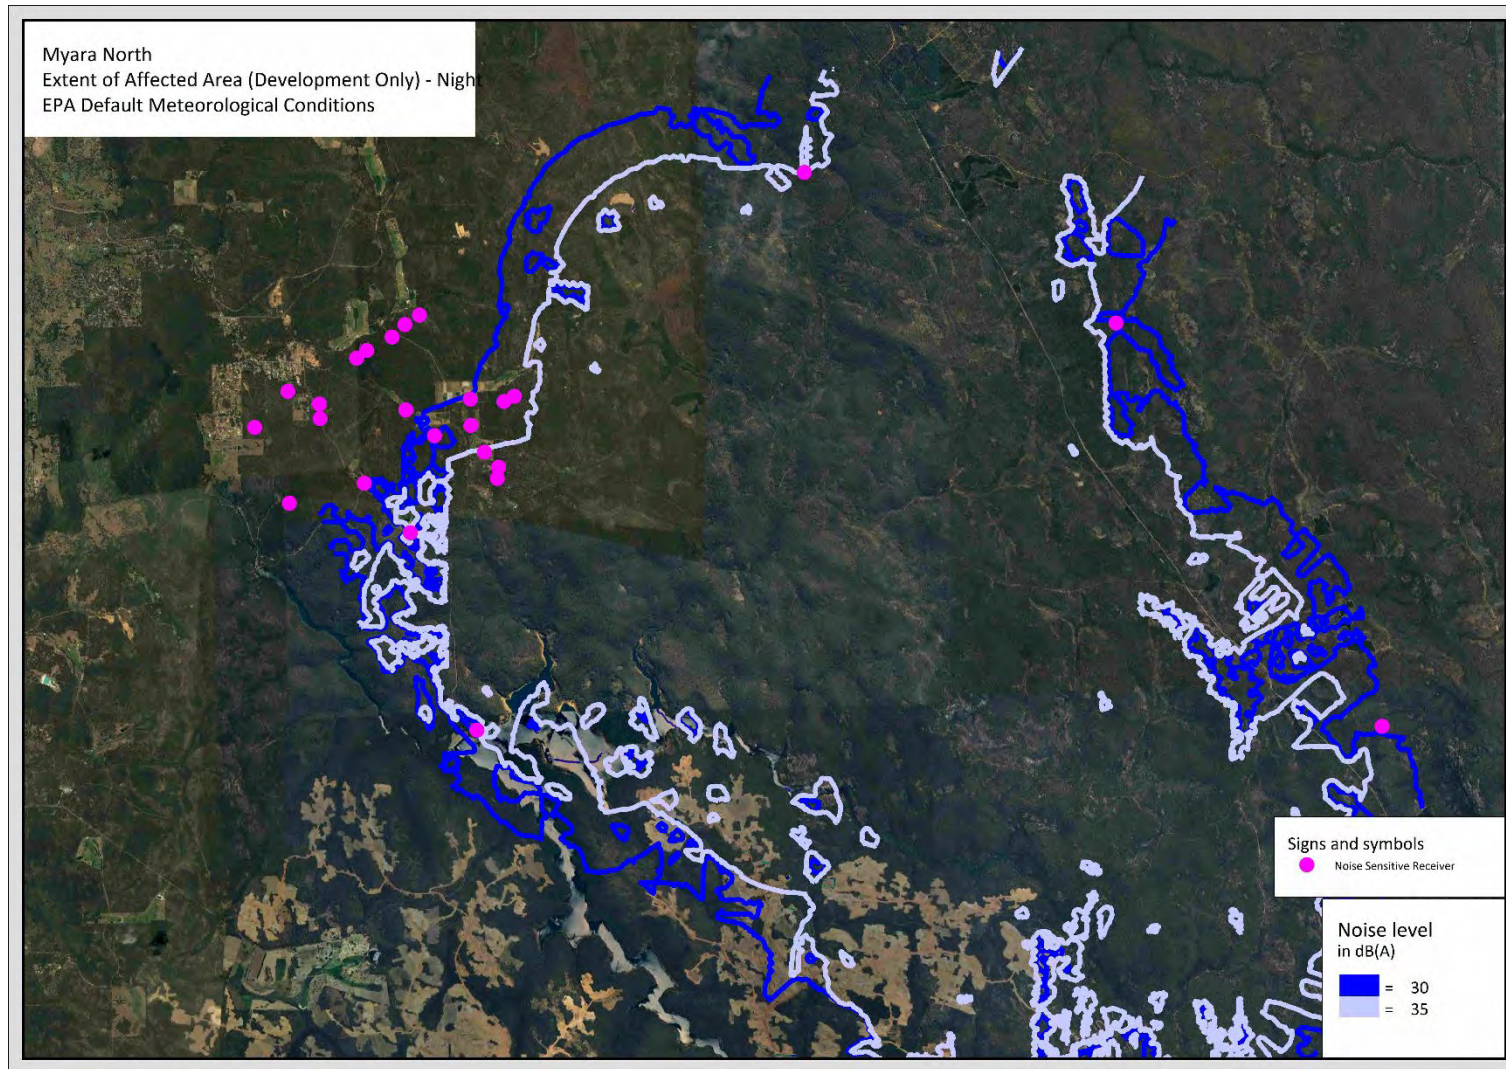 Myara North
Extent of Affected Area (Development Only) - Night
EPA Default Meteorological Conditions
Signs and symbols
Noise Sensitive Receiver
Noise level
in dB(A)
= 30
= 35